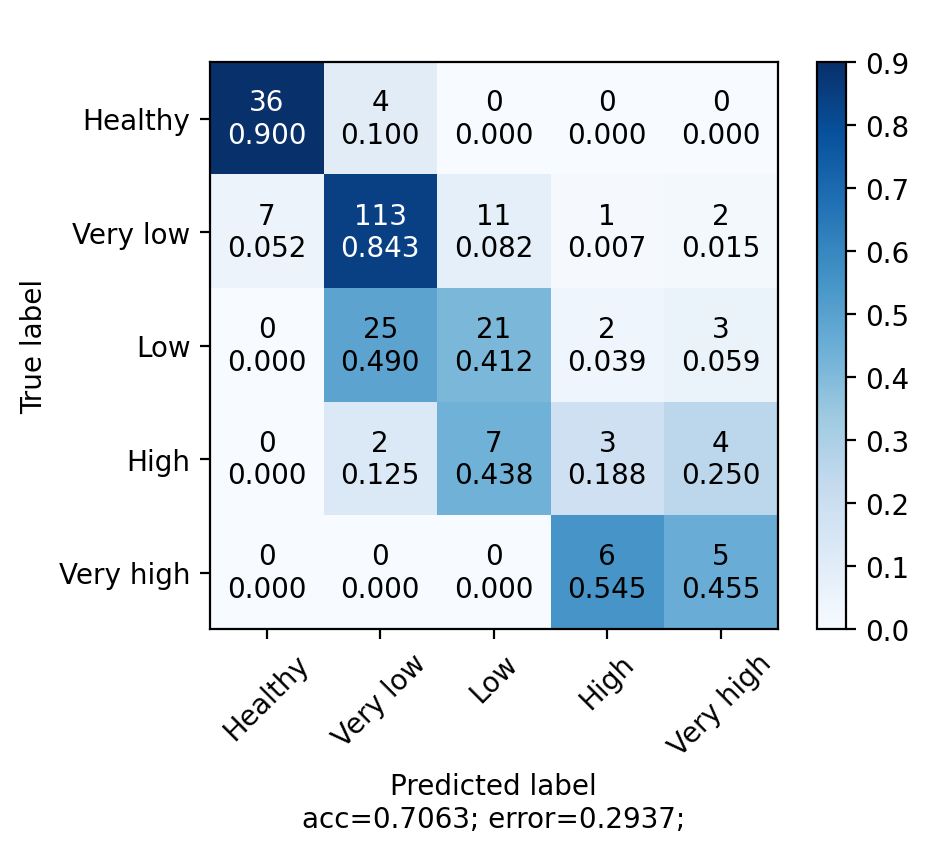 Healthy 36 4 0 0 0
0.900 0.100 0.000 0.000 0.000
Very low 7 113 11 1 2
0.052 0.843 0.082 0.007 0.015
Low 0 25 21 2 3
0.000 0.490 0.412 0.039 0.059
High 0 2 7 3 4
0.000 0.125 0.438 0.188 0.250
Very high 0 0 0 6 5
0.000 0.000 0.000 0.545 0.455
True label
Healthy Very low Low High Very high
Predicted label
acc=0.7063; error=0.2937;
0.9
0.8
0.7
0.6
0.5
0.4
0.3
0.2
0.1
0.0